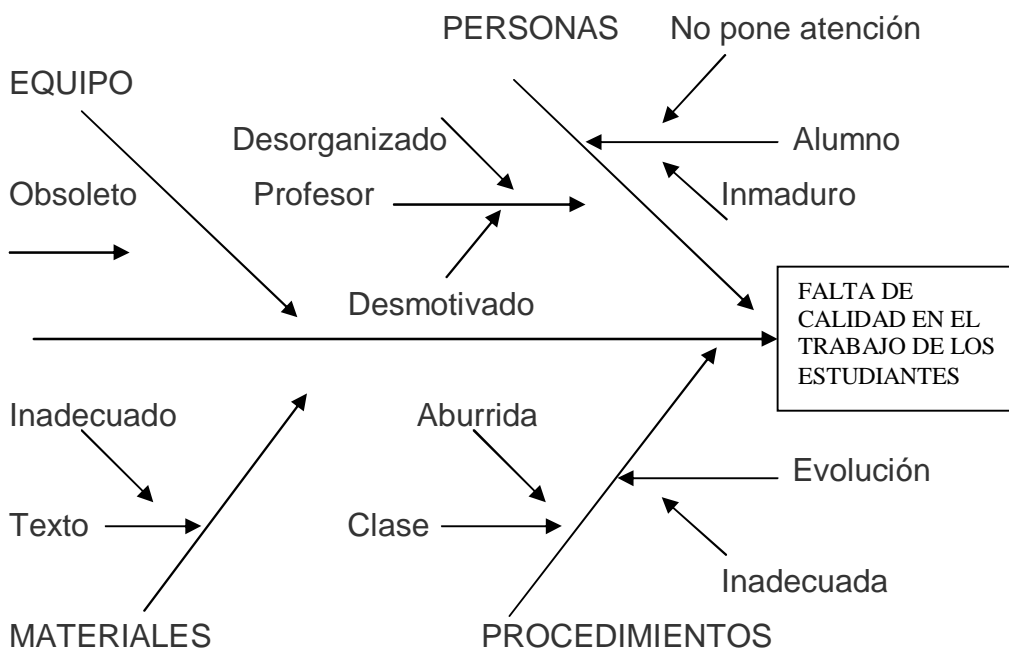 PERSONAS
No pone atención
EQUIPO
Desorganizado
Alumno
Obsoleto
Profesor
Inmaduro
Desmotivado
FALTA DE
CALIDAD EN EL
TRABAJO DE LOS
ESTUDIANTES
Inadecuado
Aburrida
Evolución
Texto
Clase
Inadecuada
MATERIALES
PROCEDIMIENTOS